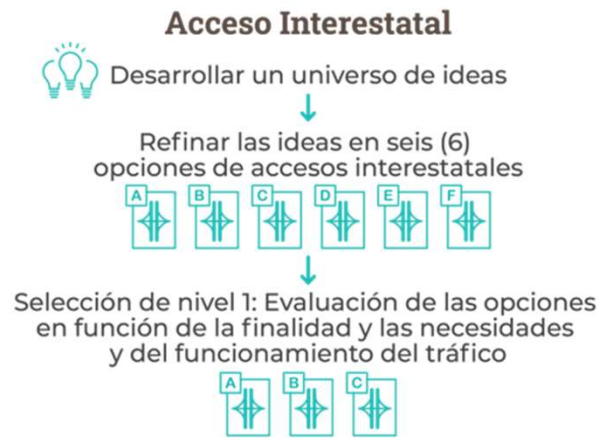 Acceso Interestatal
Desarrollar un universo de ideas
Refinar las ideas en seis (6)
opciones de accesos interestatales
A B C D E F
Selección de nivel 1: Evaluación de las opciones
en función de la finalidad y las necesidades
y del funcionamiento del tráfico
A B C